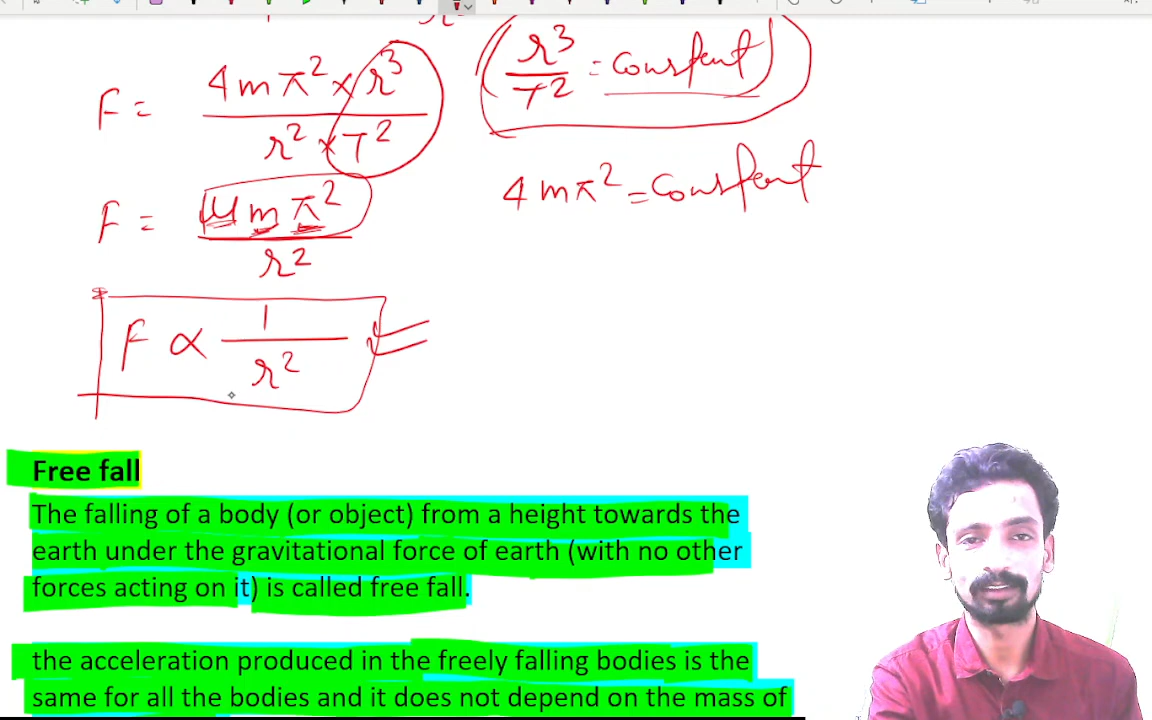 F = 4mπ² × r³ / r² × T²
(r³/T² = constant)
4mπ² = constant
F = 4mπ² / r²
F ∝ 1/r²
Free fall
The falling of a body (or object) from a height towards the
earth under the gravitational force of earth (with no other
forces acting on it) is called free fall.
the acceleration produced in the freely falling bodies is the
same for all the bodies and it does not depend on the mass of